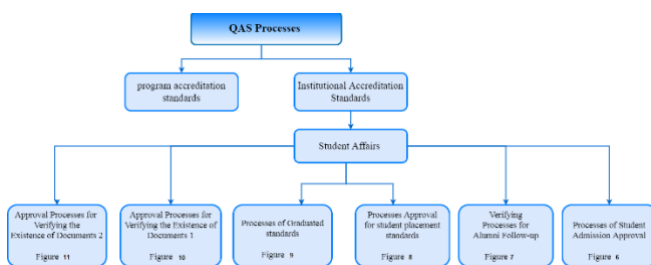 QAS Processes
program accreditation
standards
Institutional Accreditation
Standards
Student Affairs
Approval Processes for
Verifying the
Existence of Documents 2
Figure 11
Approval Processes for
Verifying the Existence of
Documents 1
Figure 10
Processes of Graduated
standards
Figure 9
Processes Approval
for student placement
standards
Figure 8
Verifying
Processes for
Alumni Follow-up
Figure 7
Processes of Student
Admission Approval
Figure 6